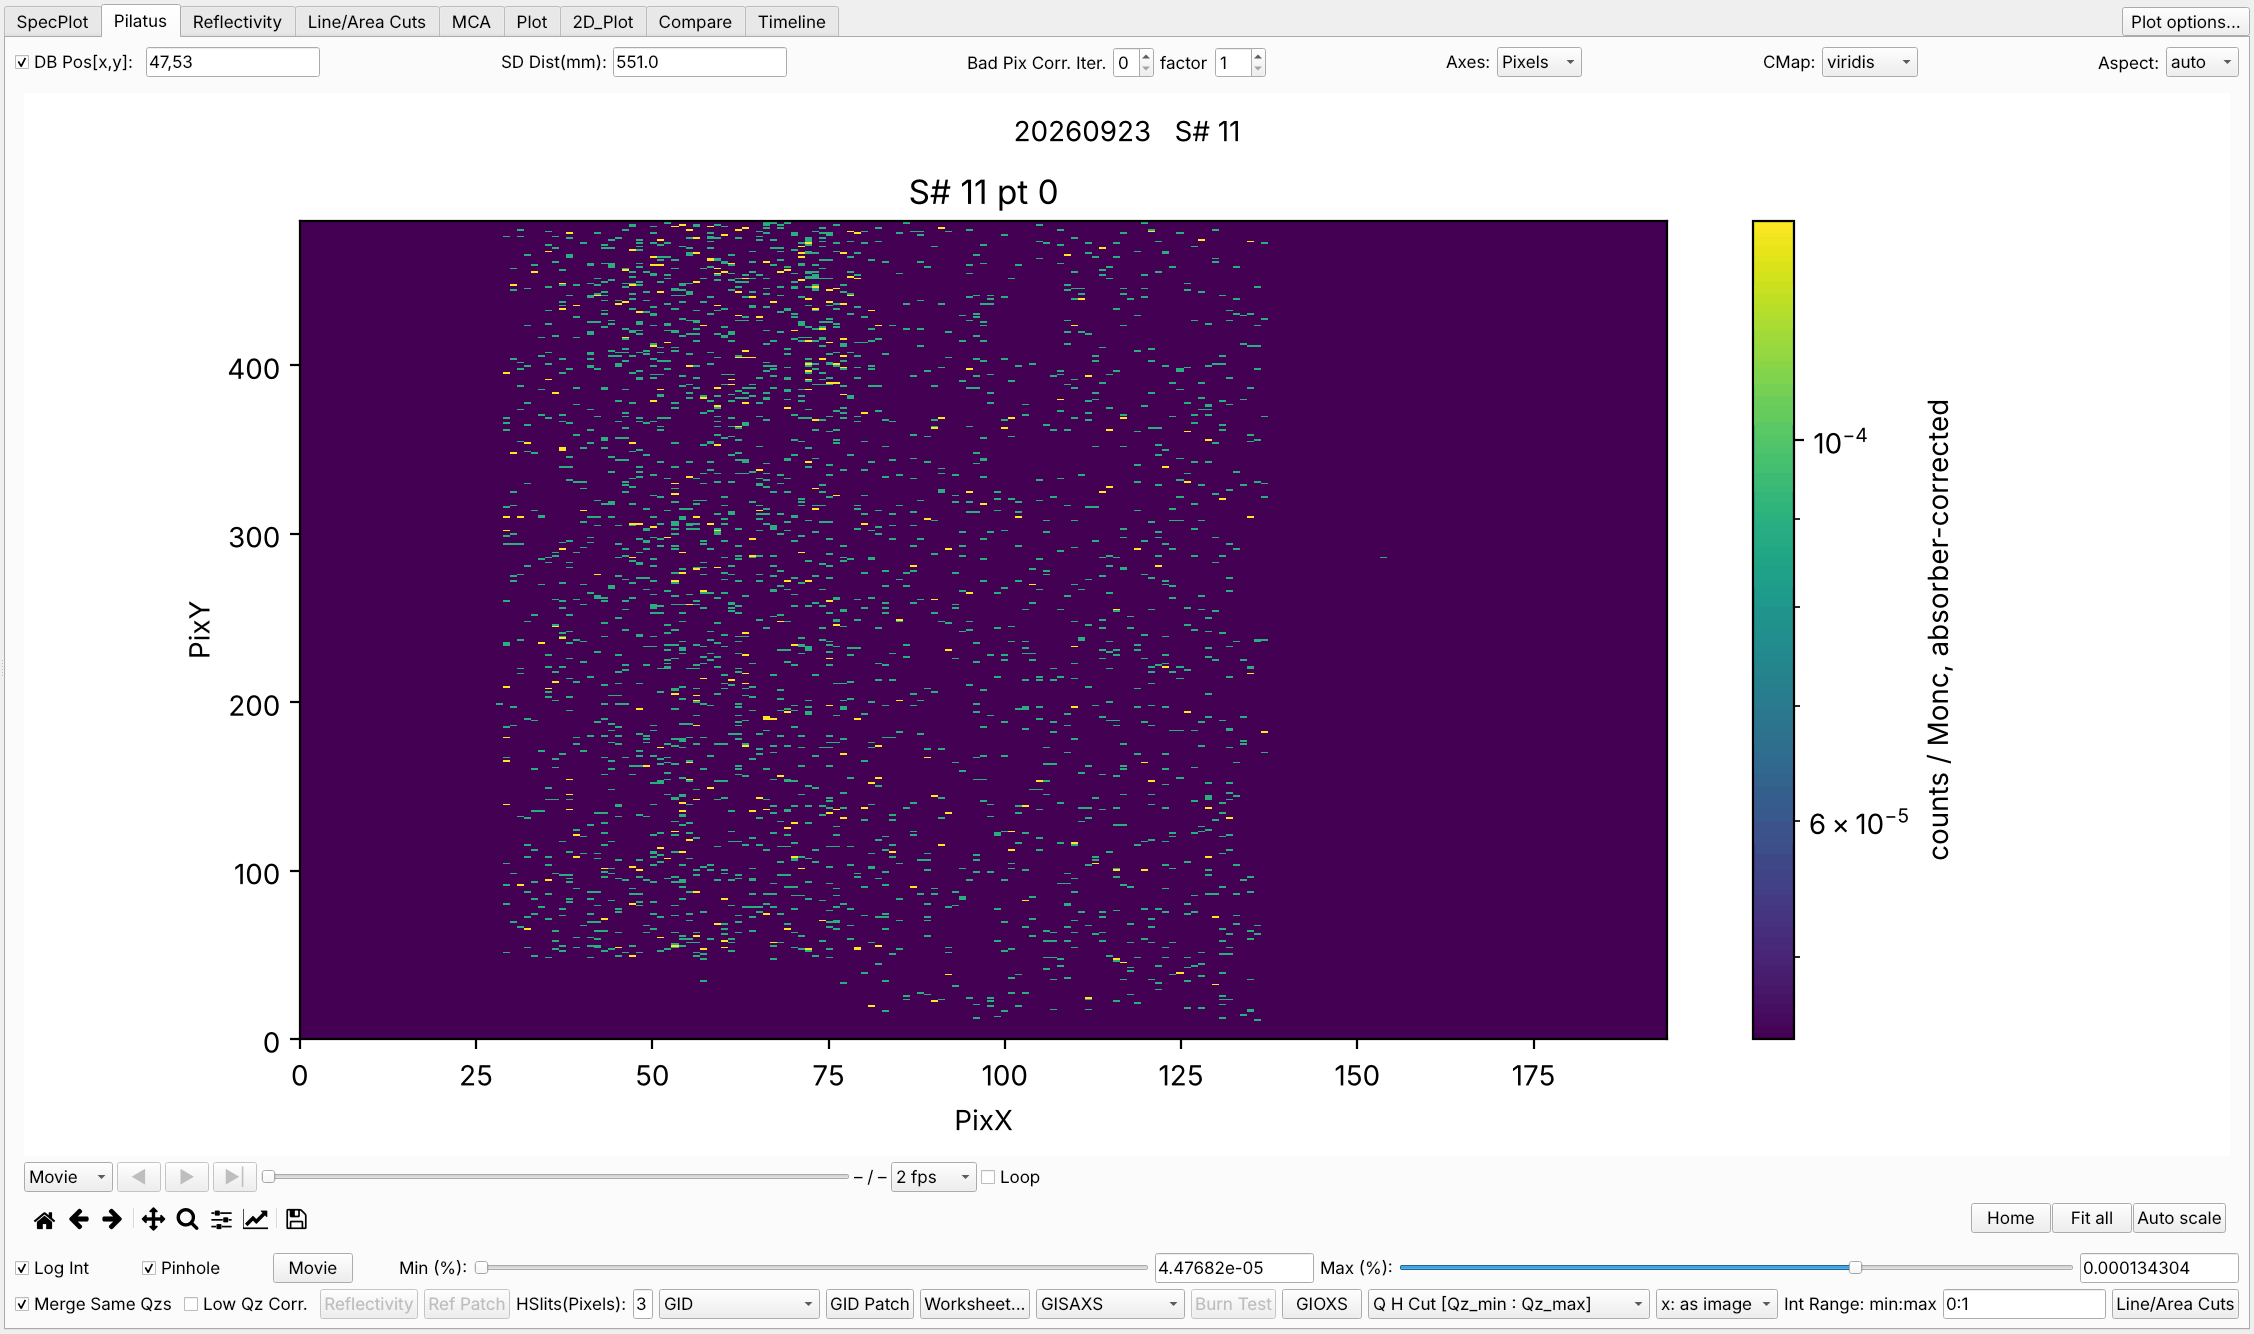 SpecPlot Pilatus Reflectivity Line/Area Cuts MCA Plot 2D_Plot Compare Timeline Plot options...
DB Pos[x,y]: 47,53 SD Dist(mm): 551.0 Bad Pix Corr. Iter. 0 factor 1 Axes: Pixels CMap: viridis Aspect: auto
20260923 S# 11
S# 11 pt 0
400
300
200
100
0
PixY
0 25 50 75 100 125 150 175
PixX
10⁻⁴
6 × 10⁻⁵
counts / Monc, absorber-corrected
Movie – / – 2 fps Loop
Home Fit all Auto scale
Log Int Pinhole Movie Min (%): 4.47682e-05 Max (%): 0.000134304
Merge Same Qzs Low Qz Corr. Reflectivity Ref Patch HSlits(Pixels): 3 GID GID Patch Worksheet... GISAXS Burn Test GIOXS Q H Cut [Qz_min : Qz_max] x: as image Int Range: min:max 0:1 Line/Area Cuts